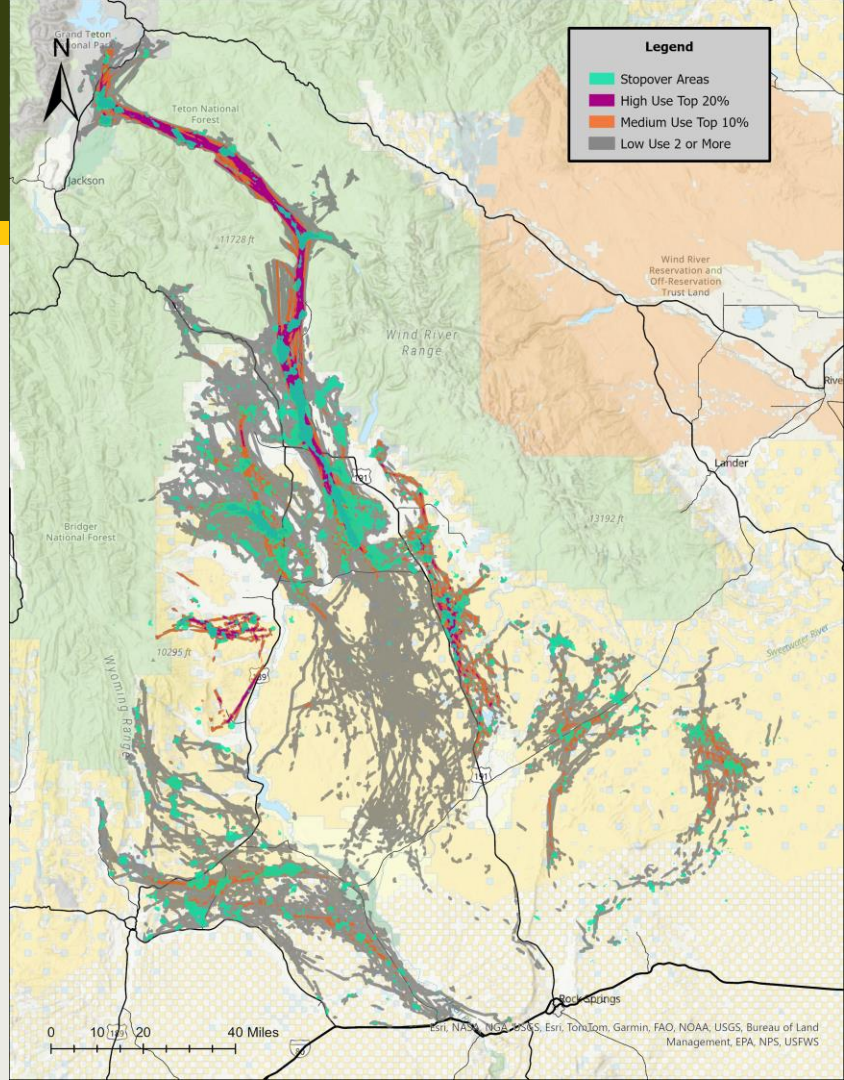 Grand Teton
N
Legend
Stopover Areas
High Use Top 20%
Medium Use Top 10%
Low Use 2 or More
Teton National
Forest
Jackson
11728 ft
Wind River
Reservation and
Off-Reservation
Trust Land
Wind River
Range
Rive
Lander
191
13192 ft
Bridger
National Forest
Sweetwater River
10295 ft
189
Wyoming Range
191
Rock Springs
0 10 20 40 Miles
189
80
Esri, NASA, NGA, USGS, Esri, TomTom, Garmin, FAO, NOAA, USGS, Bureau of Land
Management, EPA, NPS, USFWS